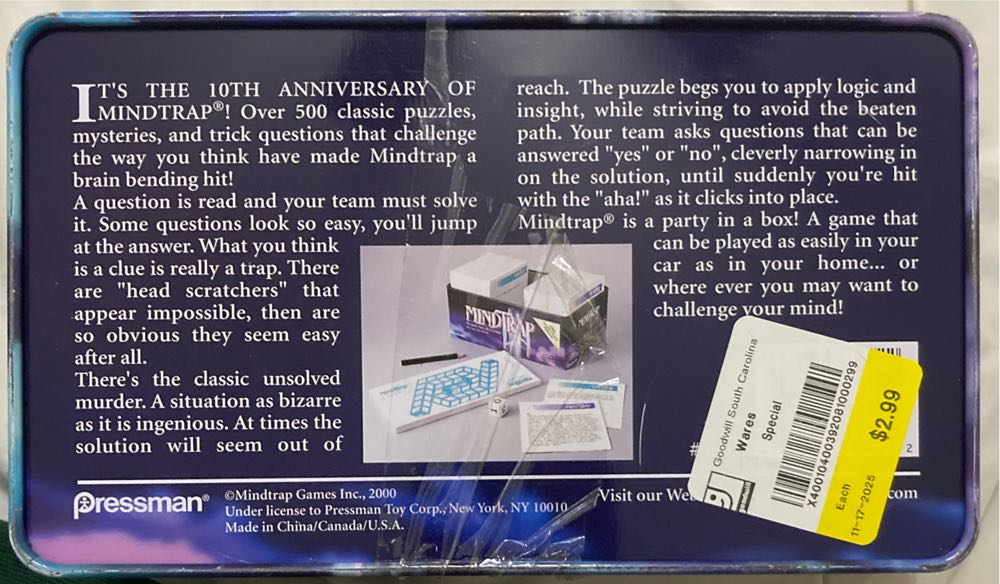 IT'S THE 10TH ANNIVERSARY OF
MINDTRAP®! Over 500 classic puzzles,
mysteries, and trick questions that challenge
the way you think have made Mindtrap a
brain bending hit!
A question is read and your team must solve
it. Some questions look so easy, you'll jump
at the answer. What you think
is a clue is really a trap. There
are "head scratchers" that
appear impossible, then are
so obvious they seem easy
after all.
There's the classic unsolved
murder. A situation as bizarre
as it is ingenious. At times the
solution will seem out of
reach. The puzzle begs you to apply logic and
insight, while striving to avoid the beaten
path. Your team asks questions that can be
answered "yes" or "no", cleverly narrowing in
on the solution, until suddenly you're hit
with the "aha!" as it clicks into place.
Mindtrap® is a party in a box! A game that
can be played as easily in your
car as in your home... or
where ever you may want to
challenge your mind!
MINDTRAP
10
#
2
Goodwill South Carolina
Wares
Special
X4001040039208100​0299
goodwill
Each
$2.99
11-17-2025
Pressman®
©Mindtrap Games Inc., 2000
Under license to Pressman Toy Corp., New York, NY 10010
Made in China/Canada/U.S.A.
Visit our We
.com